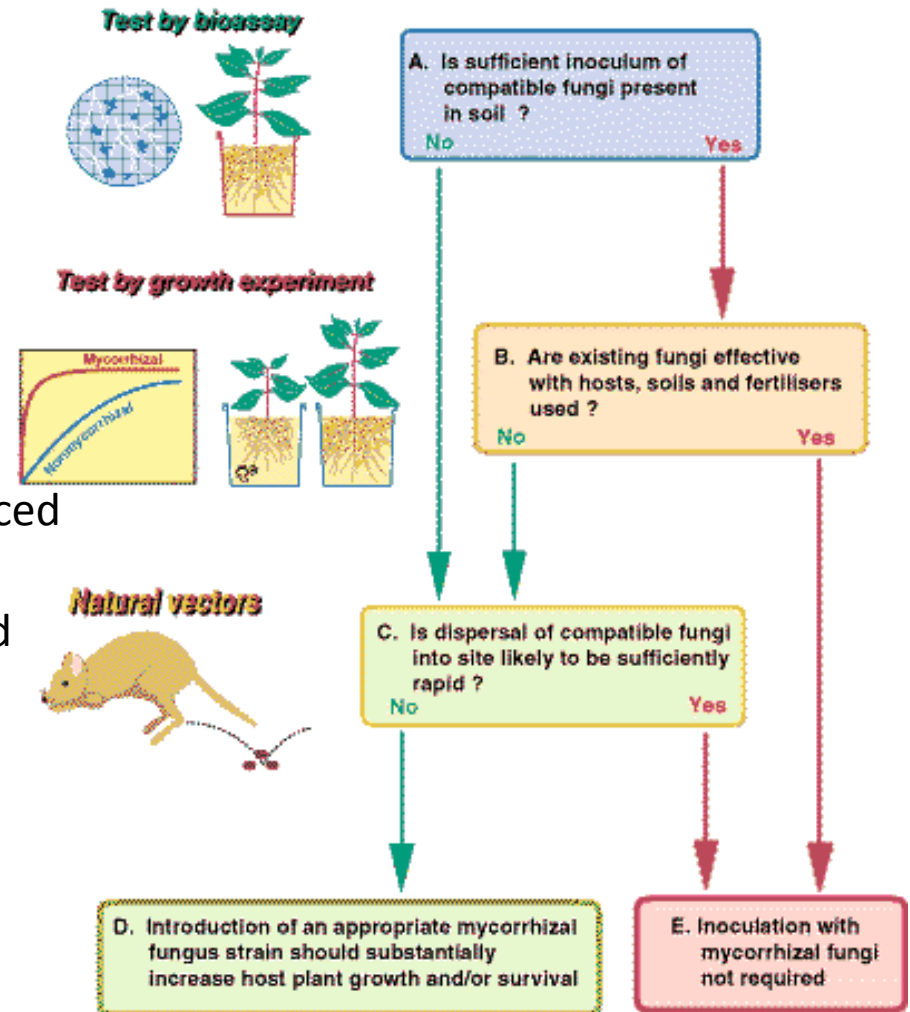 Test by bioassay
A. Is sufficient inoculum of
compatible fungi present
in soil ?
No Yes
Test by growth experiment
Mycorrhizal
Nonmycorrhizal
B. Are existing fungi effective
with hosts, soils and fertilisers
used ?
No Yes
ced
d
Natural vectors
C. Is dispersal of compatible fungi
into site likely to be sufficiently
rapid ?
No Yes
D. Introduction of an appropriate mycorrhizal
fungus strain should substantially
increase host plant growth and/or survival
E. Inoculation with
mycorrhizal fungi
not required